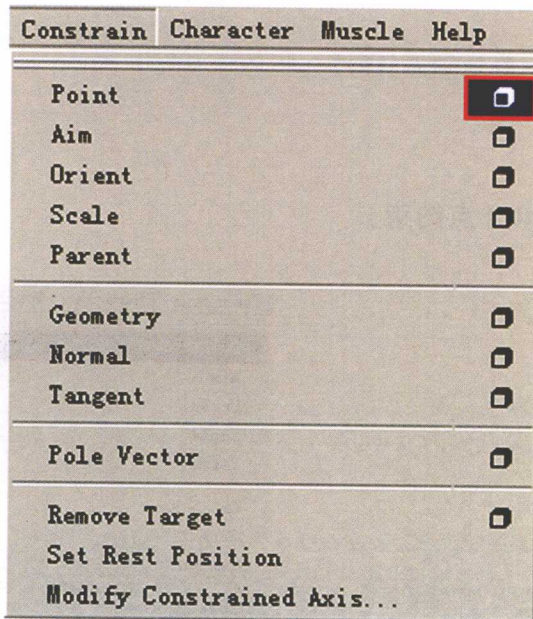 Constrain Character Muscle Help
Point
Aim
Orient
Scale
Parent
Geometry
Normal
Tangent
Pole Vector
Remove Target
Set Rest Position
Modify Constrained Axis...